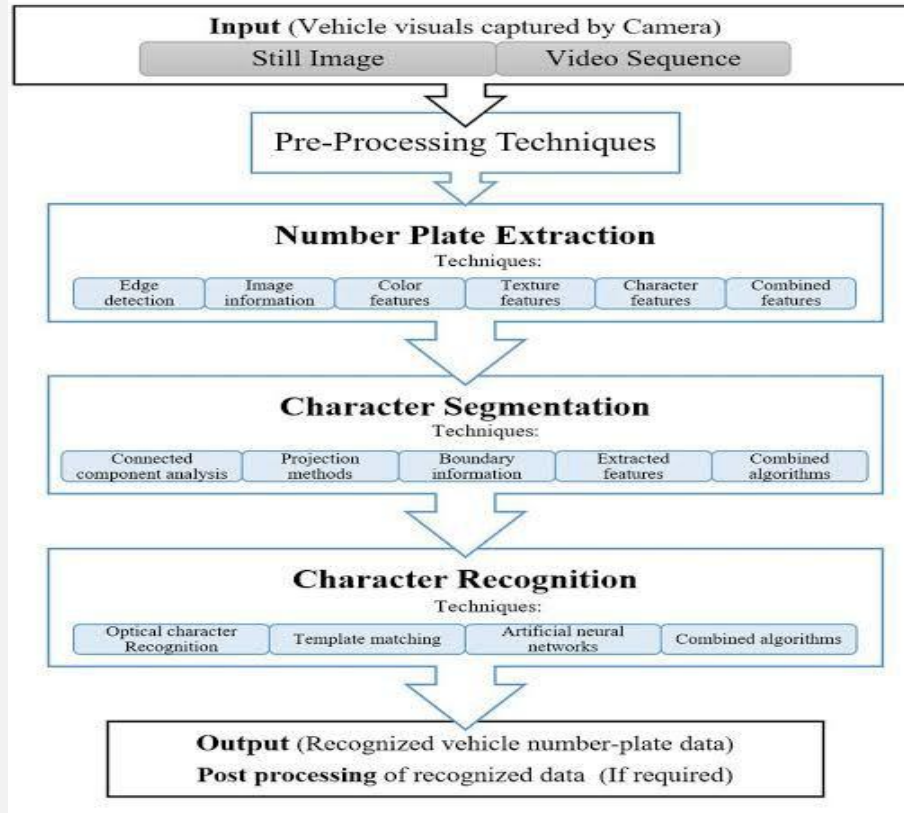 Input (Vehicle visuals captured by Camera)
Still Image Video Sequence
Pre-Processing Techniques
Number Plate Extraction
Techniques:
Edge detection
Image information
Color features
Texture features
Character features
Combined features
Character Segmentation
Techniques:
Connected component analysis
Projection methods
Boundary information
Extracted features
Combined algorithms
Character Recognition
Techniques:
Optical character Recognition
Template matching
Artificial neural networks
Combined algorithms
Output (Recognized vehicle number-plate data)
Post processing of recognized data (If required)